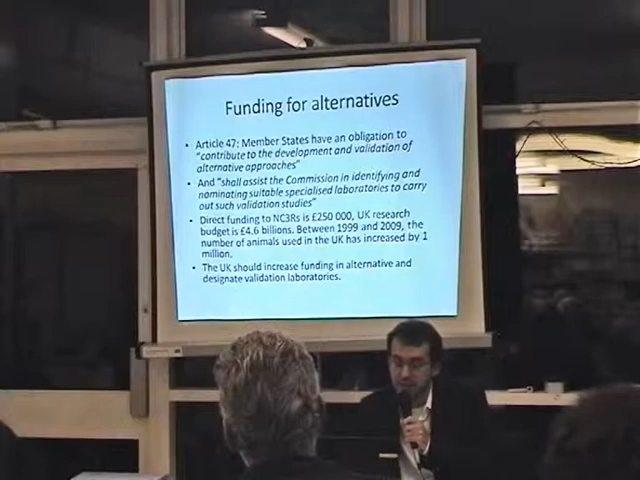 Funding for alternatives
• Article 47: Member States have an obligation to
"contribute to the development and validation of
alternative approaches"
• And "shall assist the Commission in identifying and
nominating suitable specialised laboratories to carry
out such validation studies"
• Direct funding to NC3Rs is £250 000, UK research
budget is £4.6 billions. Between 1999 and 2009, the
number of animals used in the UK has increased by 1
million.
• The UK should increase funding in alternative and
designate validation laboratories.